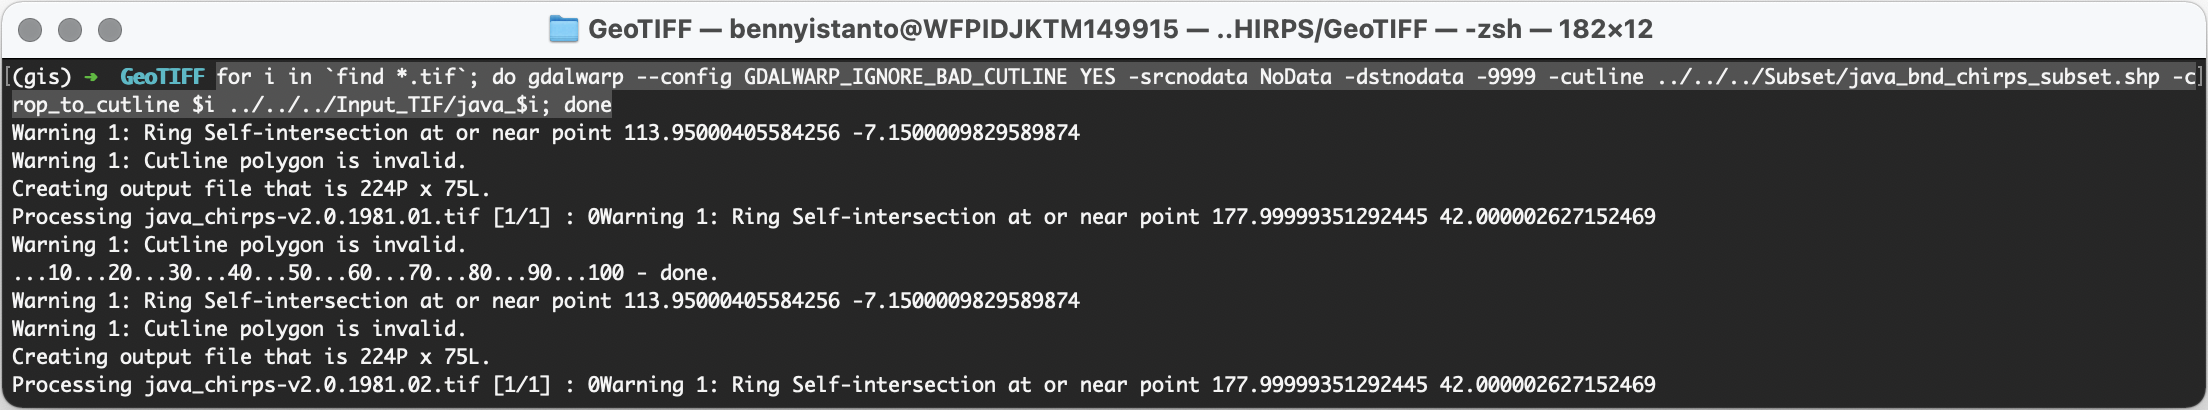 GeoTIFF — bennyistanto@WFPIDJKTM149915 — ..HIRPS/GeoTIFF — -zsh — 182×12
[(gis) ➜  GeoTIFF for i in `find *.tif`; do gdalwarp --config GDALWARP_IGNORE_BAD_CUTLINE YES -srcnodata NoData -dstnodata -9999 -cutline ../../../Subset/java_bnd_chirps_subset.shp -c]
rop_to_cutline $i ../../../Input_TIF/java_$i; done
Warning 1: Ring Self-intersection at or near point 113.95000405584256 -7.1500009829589874
Warning 1: Cutline polygon is invalid.
Creating output file that is 224P x 75L.
Processing java_chirps-v2.0.1981.01.tif [1/1] : 0Warning 1: Ring Self-intersection at or near point 177.99999351292445 42.000002627152469
Warning 1: Cutline polygon is invalid.
...10...20...30...40...50...60...70...80...90...100 - done.
Warning 1: Ring Self-intersection at or near point 113.95000405584256 -7.1500009829589874
Warning 1: Cutline polygon is invalid.
Creating output file that is 224P x 75L.
Processing java_chirps-v2.0.1981.02.tif [1/1] : 0Warning 1: Ring Self-intersection at or near point 177.99999351292445 42.000002627152469